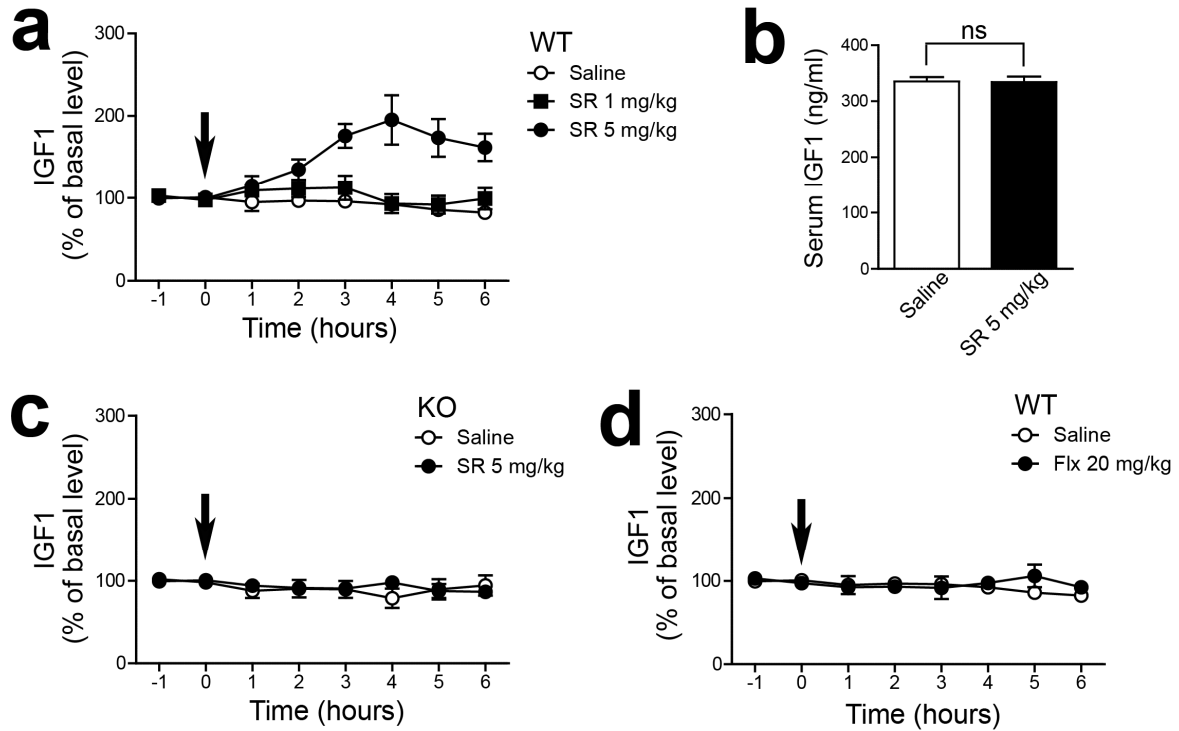 a
300
200
100
0
IGF1
(% of basal level)
-1 0 1 2 3 4 5 6
Time (hours)
WT
Saline
SR 1 mg/kg
SR 5 mg/kg
b
ns
400
300
200
100
0
Serum IGF1 (ng/ml)
Saline
SR 5 mg/kg
c
300
200
100
0
IGF1
(% of basal level)
-1 0 1 2 3 4 5 6
Time (hours)
KO
Saline
SR 5 mg/kg
d
300
200
100
0
IGF1
(% of basal level)
-1 0 1 2 3 4 5 6
Time (hours)
WT
Saline
Flx 20 mg/kg